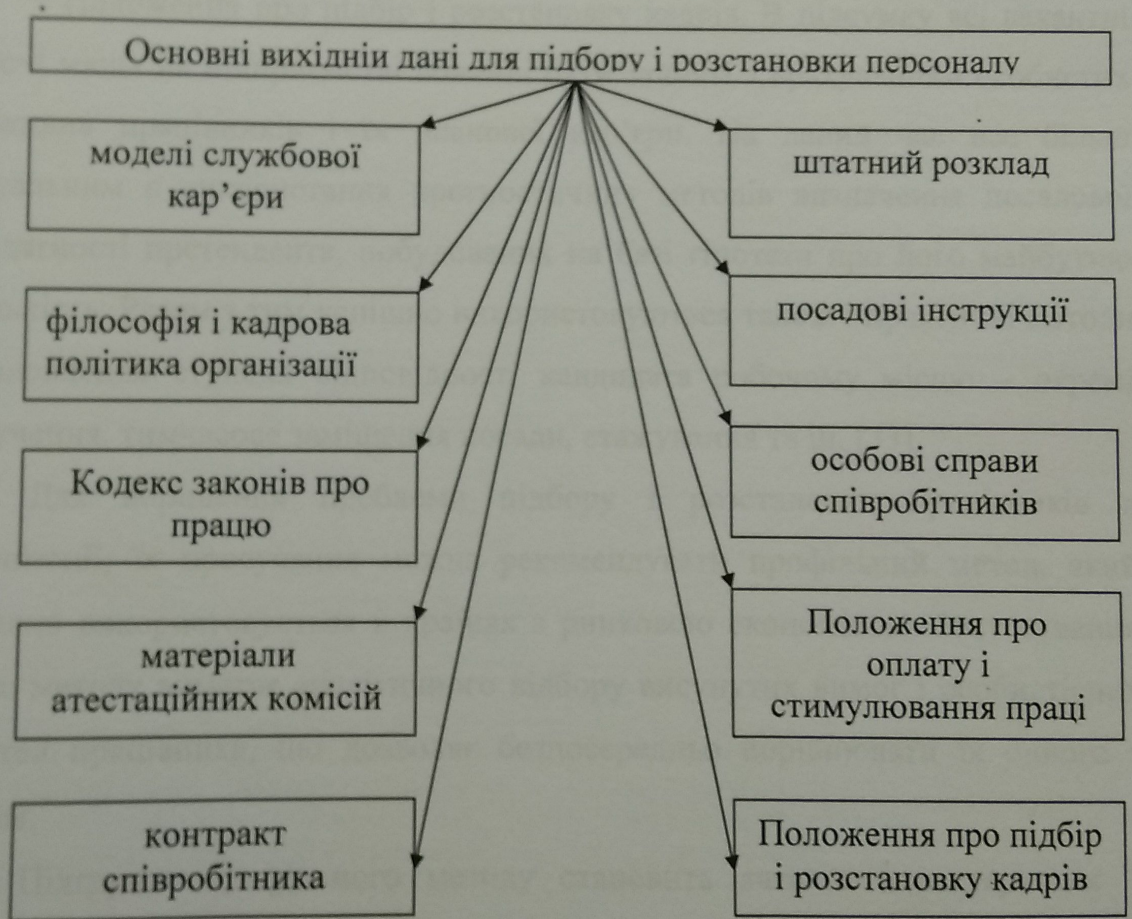 Основні вихідніи дані для підбору і розстановки персоналу
моделі службової
кар’єри
філософія і кадрова
політика організації
Кодекс законів про
працю
матеріали
атестаційних комісій
контракт
співробітника
штатний розклад
посадові інструкції
особові справи
співробітників
Положення про
оплату і
стимулювання праці
Положення про підбір
і розстановку кадрів